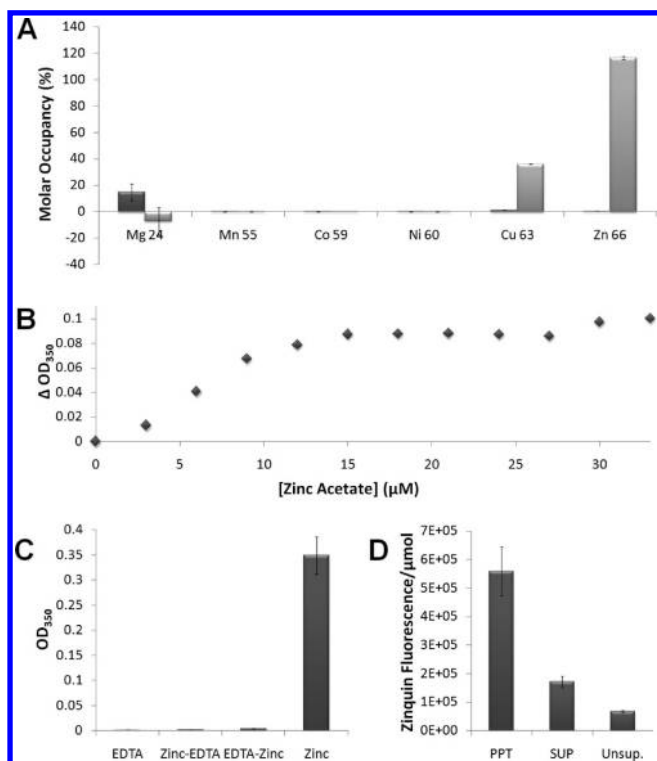 A
Molar Occupancy (%)
140
120
100
80
60
40
20
0
-20
-40
Mg 24 Mn 55 Co 59 Ni 60 Cu 63 Zn 66
B
Δ OD350
0.1
0.08
0.06
0.04
0.02
0
0 5 10 15 20 25 30
[Zinc Acetate] (μM)
C
OD350
0.4
0.35
0.3
0.25
0.2
0.15
0.1
0.05
0
EDTA Zinc-EDTA EDTA-Zinc Zinc
D
Zinquin Fluorescence/μmol
7E+05
6E+05
5E+05
4E+05
3E+05
2E+05
1E+05
0E+00
PPT SUP Unsup.